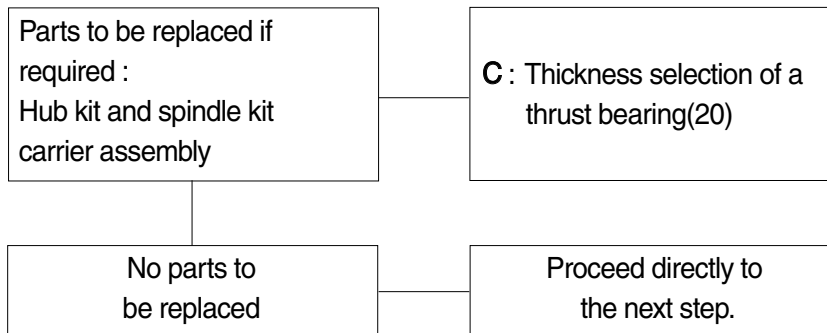 Parts to be replaced if
required :
Hub kit and spindle kit
carrier assembly
C : Thickness selection of a
thrust bearing(20)
No parts to
be replaced
Proceed directly to
the next step.